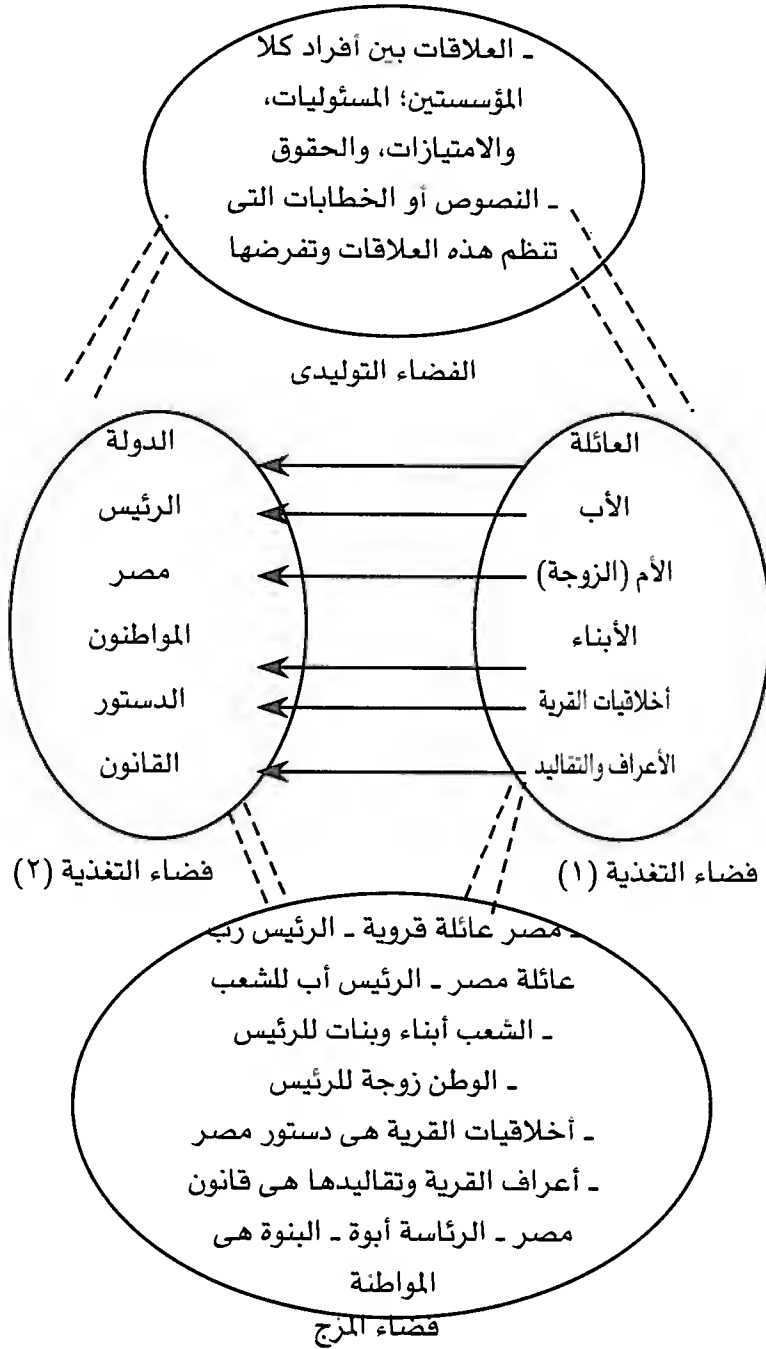 ـ العلاقات بين أفراد كلا
المؤسستين؛ المسئوليات،
والامتيازات، والحقوق
ـ النصوص أو الخطابات التى
تنظم هذه العلاقات وتفرضها
الفضاء التوليدى
العائلة
الأب
الأم (الزوجة)
الأبناء
أخلاقيات القرية
الأعراف والتقاليد
فضاء التغذية (١)
الدولة
الرئيس
مصر
المواطنون
الدستور
القانون
فضاء التغذية (٢)
ـ مصر عائلة قروية ـ الرئيس رب
عائلة مصر ـ الرئيس أب للشعب
ـ الشعب أبناء وبنات للرئيس
ـ الوطن زوجة للرئيس
ـ أخلاقيات القرية هى دستور مصر
ـ أعراف القرية وتقاليدها هى قانون
مصر ـ الرئاسة أبوة ـ البنوة هى
المواطنة
فضاء المزج